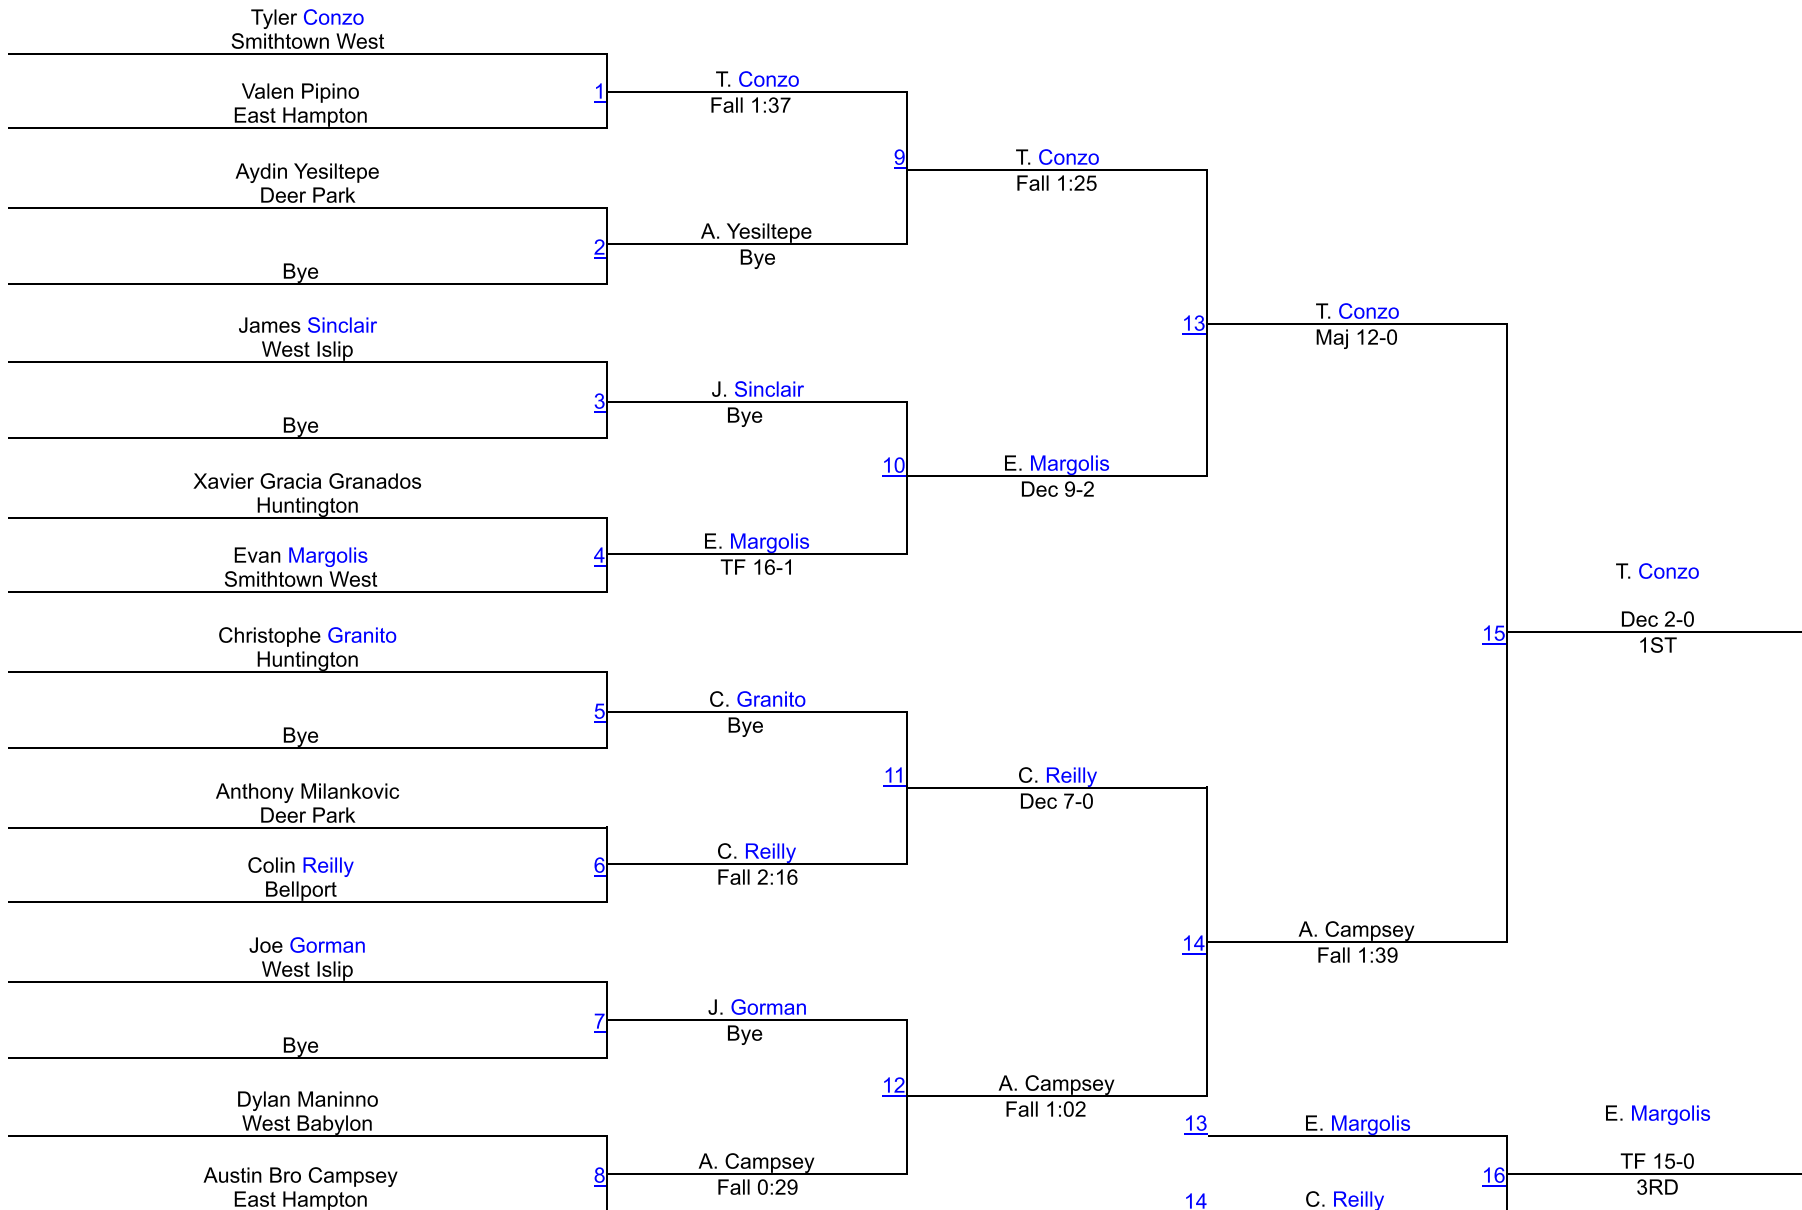 Tyler Conzo
Smithtown West
Valen Pipino
East Hampton
1
T. Conzo
Fall 1:37
Aydin Yesiltepe
Deer Park
Bye
2
A. Yesiltepe
Bye
9
T. Conzo
Fall 1:25
James Sinclair
West Islip
Bye
3
J. Sinclair
Bye
Xavier Gracia Granados
Huntington
Evan Margolis
Smithtown West
4
E. Margolis
TF 16-1
10
E. Margolis
Dec 9-2
13
T. Conzo
Maj 12-0
Christophe Granito
Huntington
Bye
5
C. Granito
Bye
Anthony Milankovic
Deer Park
Colin Reilly
Bellport
6
C. Reilly
Fall 2:16
11
C. Reilly
Dec 7-0
Joe Gorman
West Islip
Bye
7
J. Gorman
Bye
Dylan Maninno
West Babylon
Austin Bro Campsey
East Hampton
8
A. Campsey
Fall 0:29
12
A. Campsey
Fall 1:02
14
A. Campsey
Fall 1:39
15
T. Conzo
Dec 2-0
1ST
13
E. Margolis
14
C. Reilly
16
E. Margolis
TF 15-0
3RD